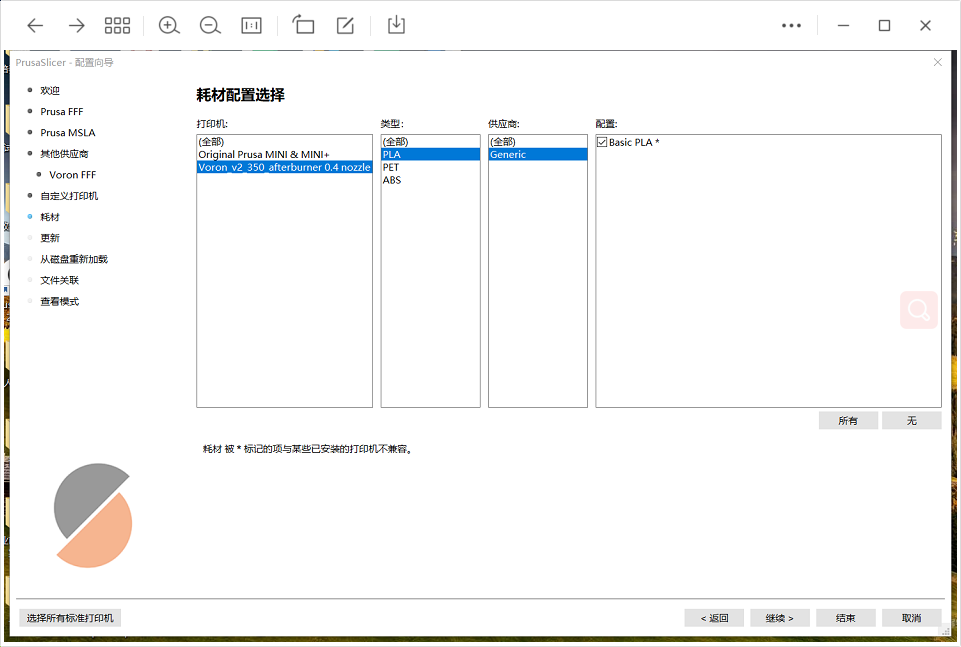 PrusaSlicer - 配置向导
欢迎
Prusa FFF
Prusa MSLA
其他供应商
Voron FFF
自定义打印机
耗材
更新
从磁盘重新加载
文件关联
查看模式
耗材配置选择
打印机:
(全部)
Original Prusa MINI & MINI+
Voron_v2_350_afterburner 0.4 nozzle
类型:
(全部)
PLA
PET
ABS
供应商:
(全部)
Generic
配置:
Basic PLA *
所有
无
耗材 被 * 标记的项与某些已安装的打印机不兼容。
选择所有标准打印机
< 返回
继续 >
结束
取消